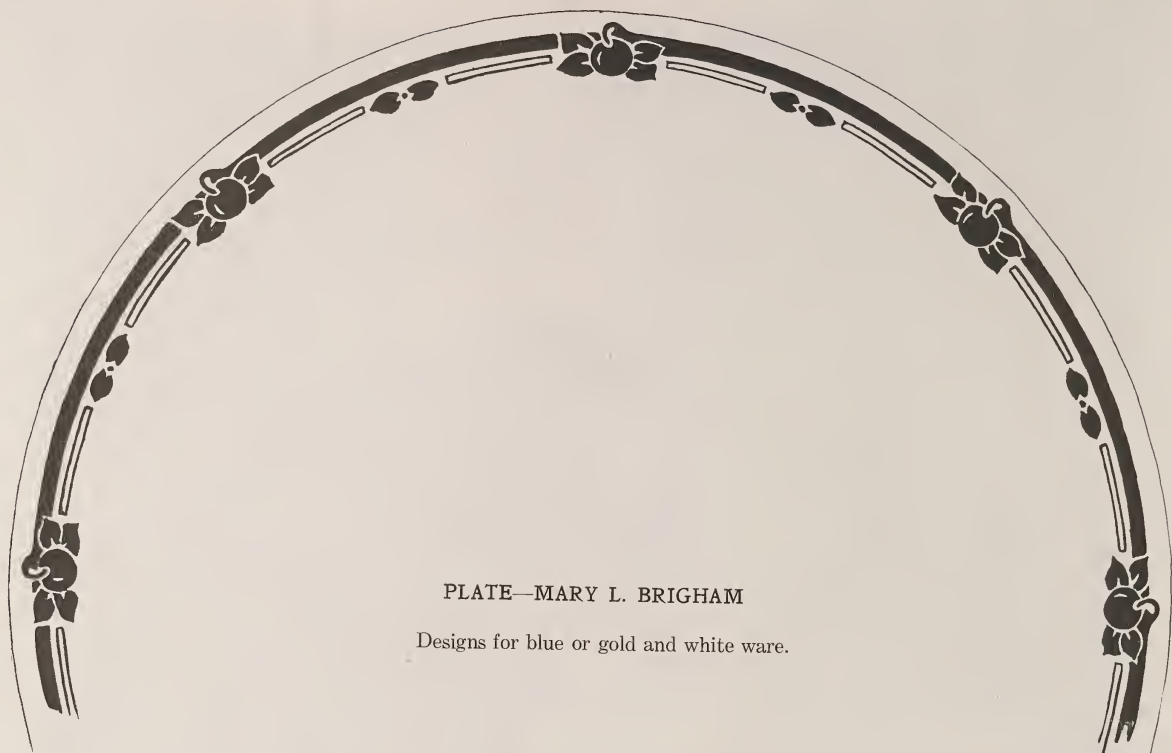 PLATE—MARY L. BRIGHAM
Designs for blue or gold and white ware.